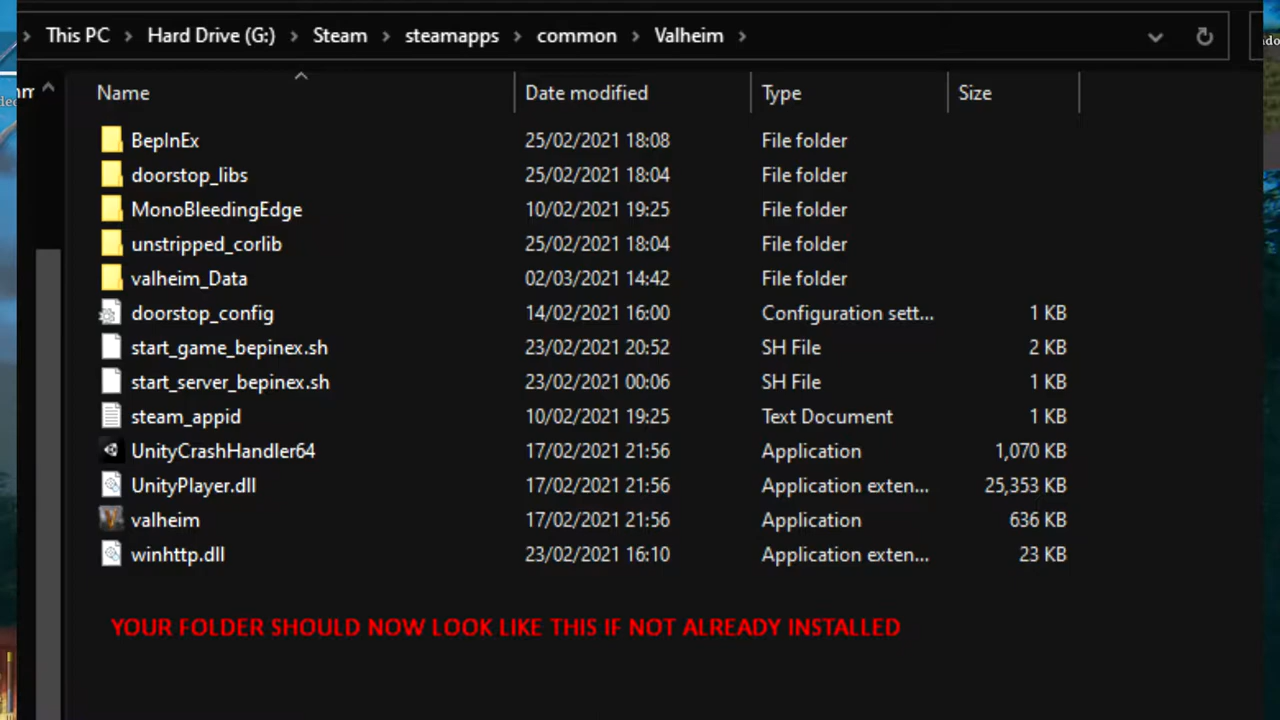 This PC > Hard Drive (G:) > Steam > steamapps > common > Valheim >
Name Date modified Type Size
BepInEx 25/02/2021 18:08 File folder
doorstop_libs 25/02/2021 18:04 File folder
MonoBleedingEdge 10/02/2021 19:25 File folder
unstripped_corlib 25/02/2021 18:04 File folder
valheim_Data 02/03/2021 14:42 File folder
doorstop_config 14/02/2021 16:00 Configuration sett... 1 KB
start_game_bepinex.sh 23/02/2021 20:52 SH File 2 KB
start_server_bepinex.sh 23/02/2021 00:06 SH File 1 KB
steam_appid 10/02/2021 19:25 Text Document 1 KB
UnityCrashHandler64 17/02/2021 21:56 Application 1,070 KB
UnityPlayer.dll 17/02/2021 21:56 Application exten... 25,353 KB
valheim 17/02/2021 21:56 Application 636 KB
winhttp.dll 23/02/2021 16:10 Application exten... 23 KB
YOUR FOLDER SHOULD NOW LOOK LIKE THIS IF NOT ALREADY INSTALLED